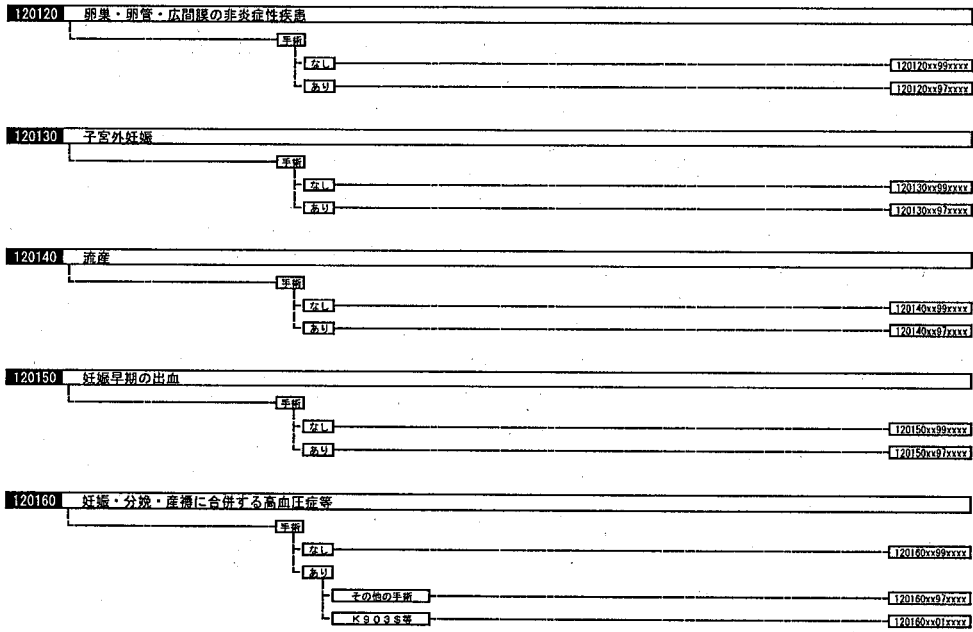 120120 卵巣・卵管・広間膜の非炎症性疾患
手術
なし 120120xx99xxxx
あり 120120xx97xxxx
120130 子宮外妊娠
手術
なし 120130xx99xxxx
あり 120130xx97xxxx
120140 流産
手術
なし 120140xx99xxxx
あり 120140xx97xxxx
120150 妊娠早期の出血
手術
なし 120150xx99xxxx
あり 120150xx97xxxx
120160 妊娠・分娩・産褥に合併する高血圧症等
手術
なし 120160xx99xxxx
あり
その他の手術 120160xx97xxxx
K903$等 120160xx01xxxx